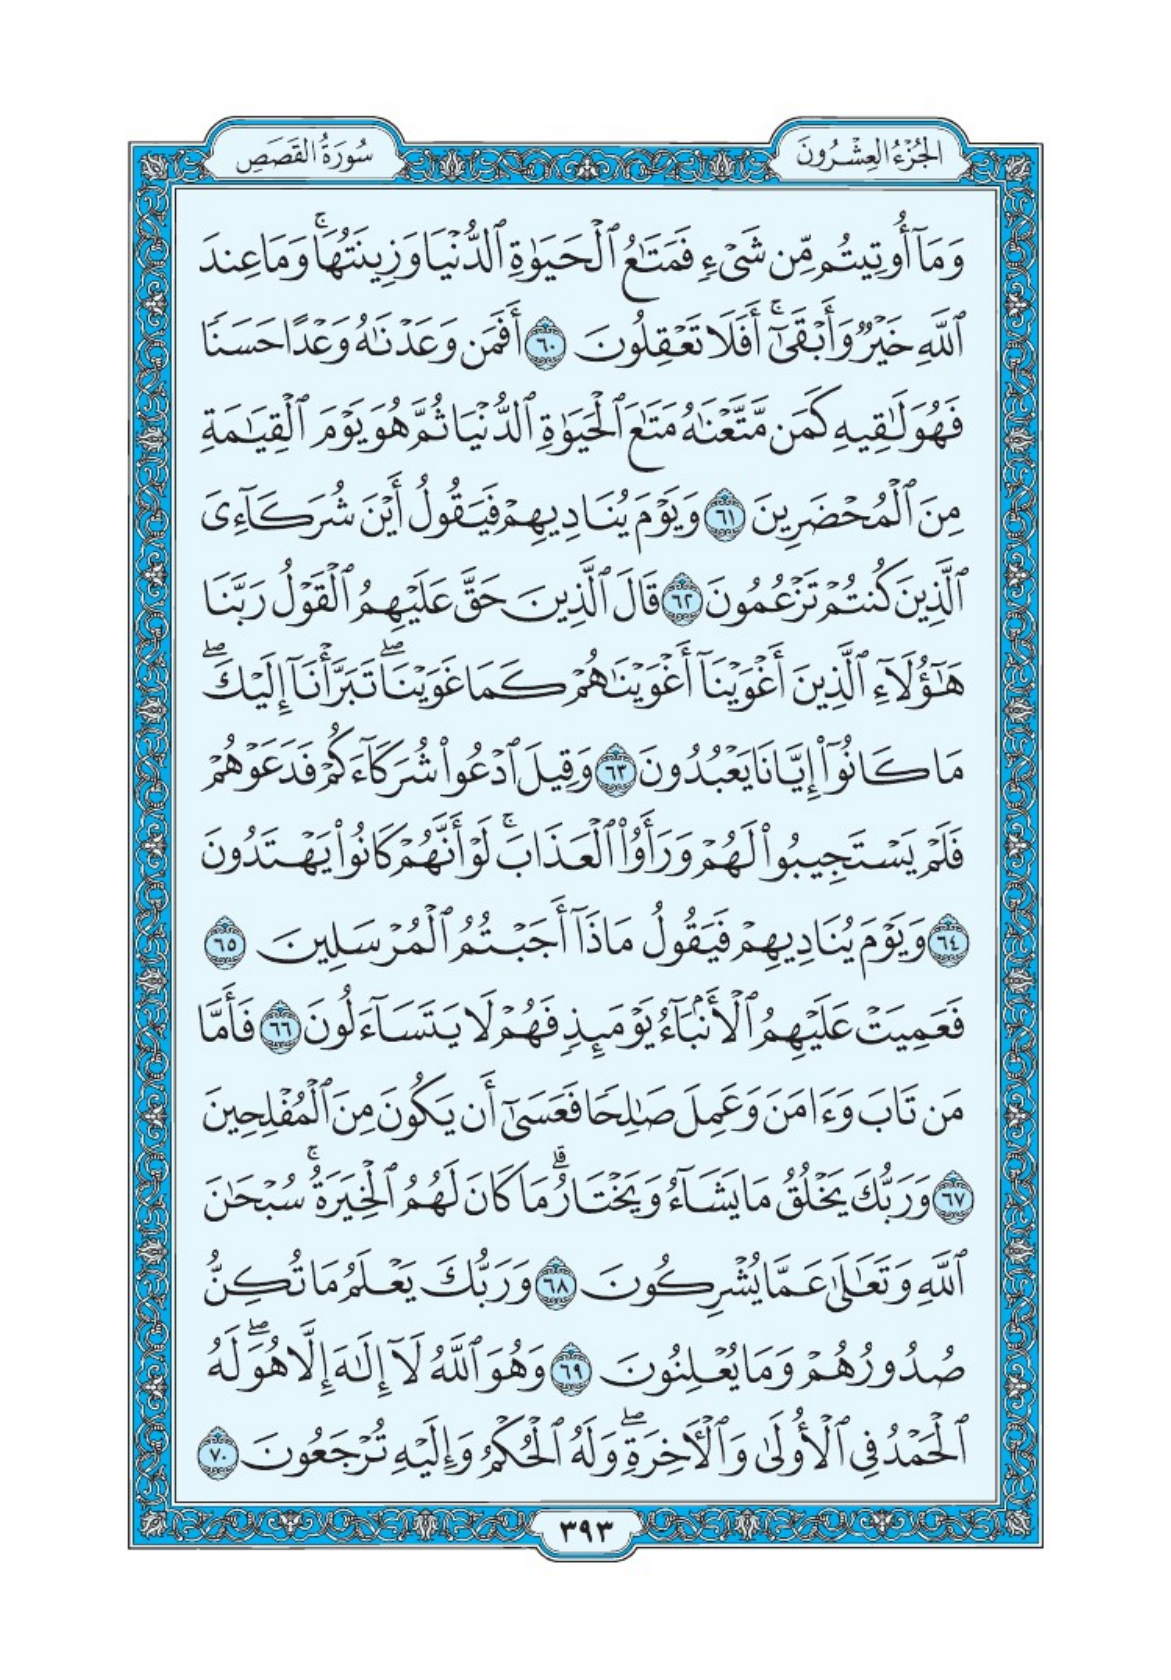 الجُزْءُ العِشْرُونَ
سُورَةُ القَصَصِ
وَمَآ أُوتِيتُم مِّن شَىْءٍ فَمَتَٰعُ ٱلْحَيَوٰةِ ٱلدُّنْيَا وَزِينَتُهَا ۚ وَمَا عِندَ
ٱللَّهِ خَيْرٌ وَأَبْقَىٰٓ ۚ أَفَلَا تَعْقِلُونَ ٦٠ أَفَمَن وَعَدْنَٰهُ وَعْدًا حَسَنًا
فَهُوَ لَٰقِيهِ كَمَن مَّتَّعْنَٰهُ مَتَٰعَ ٱلْحَيَوٰةِ ٱلدُّنْيَا ثُمَّ هُوَ يَوْمَ ٱلْقِيَٰمَةِ
مِنَ ٱلْمُحْضَرِينَ ٦١ وَيَوْمَ يُنَادِيهِمْ فَيَقُولُ أَيْنَ شُرَكَآءِىَ
ٱلَّذِينَ كُنتُمْ تَزْعُمُونَ ٦٢ قَالَ ٱلَّذِينَ حَقَّ عَلَيْهِمُ ٱلْقَوْلُ رَبَّنَا
هَٰٓؤُلَآءِ ٱلَّذِينَ أَغْوَيْنَآ أَغْوَيْنَٰهُمْ كَمَا غَوَيْنَا ۖ تَبَرَّأْنَآ إِلَيْكَ ۖ
مَا كَانُوٓا۟ إِيَّانَا يَعْبُدُونَ ٦٣ وَقِيلَ ٱدْعُوا۟ شُرَكَآءَكُمْ فَدَعَوْهُمْ
فَلَمْ يَسْتَجِيبُوا۟ لَهُمْ وَرَأَوُا۟ ٱلْعَذَابَ ۚ لَوْ أَنَّهُمْ كَانُوا۟ يَهْتَدُونَ
٦٤ وَيَوْمَ يُنَادِيهِمْ فَيَقُولُ مَاذَآ أَجَبْتُمُ ٱلْمُرْسَلِينَ ٦٥
فَعَمِيَتْ عَلَيْهِمُ ٱلْأَنۢبَآءُ يَوْمَئِذٍ فَهُمْ لَا يَتَسَآءَلُونَ ٦٦ فَأَمَّا
مَن تَابَ وَءَامَنَ وَعَمِلَ صَٰلِحًا فَعَسَىٰٓ أَن يَكُونَ مِنَ ٱلْمُفْلِحِينَ
٦٧ وَرَبُّكَ يَخْلُقُ مَا يَشَآءُ وَيَخْتَارُ ۗ مَا كَانَ لَهُمُ ٱلْخِيَرَةُ ۚ سُبْحَٰنَ
ٱللَّهِ وَتَعَٰلَىٰ عَمَّا يُشْرِكُونَ ٦٨ وَرَبُّكَ يَعْلَمُ مَا تُكِنُّ
صُدُورُهُمْ وَمَا يُعْلِنُونَ ٦٩ وَهُوَ ٱللَّهُ لَآ إِلَٰهَ إِلَّا هُوَ ۖ لَهُ
ٱلْحَمْدُ فِى ٱلْأُولَىٰ وَٱلْـَٔاخِرَةِ ۖ وَلَهُ ٱلْحُكْمُ وَإِلَيْهِ تُرْجَعُونَ ٧٠
٣٩٣